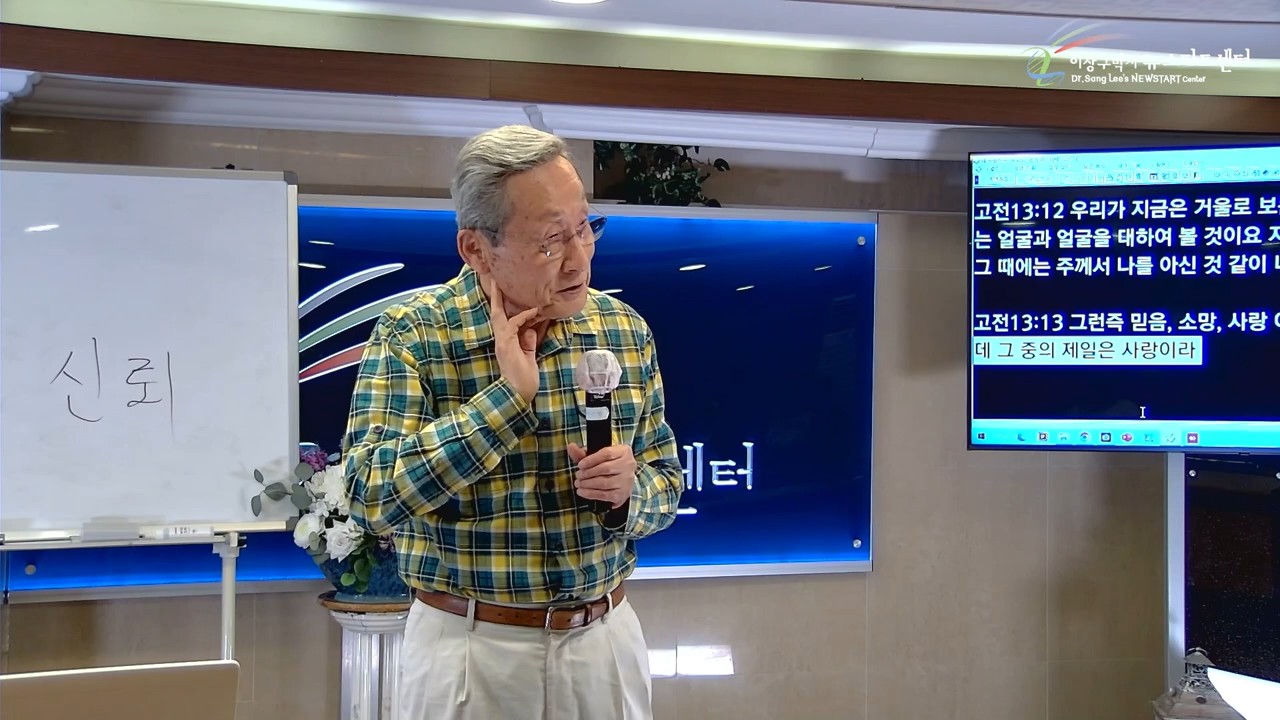 이상구박사 뉴스타트 센터
Dr. Sang Lee's NEWSTART Center
신뢰
센터
고전13:12 우리가 지금은 거울로
는 얼굴과 얼굴을 대하여 볼 것이요
그 때에는 주께서 나를 아신 것 같이
고전13:13 그런즉 믿음, 소망, 사랑
데 그 중의 제일은 사랑이라